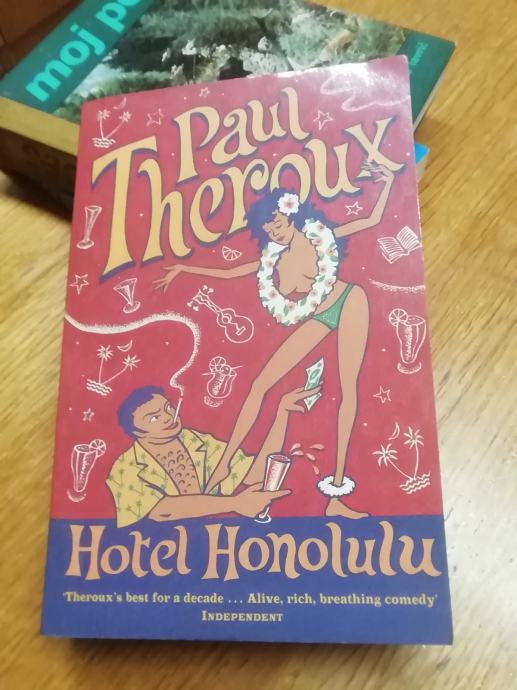 moj
Paul
Theroux
Hotel Honolulu
'Theroux's best for a decade ... Alive, rich, breathing comedy'
INDEPENDENT